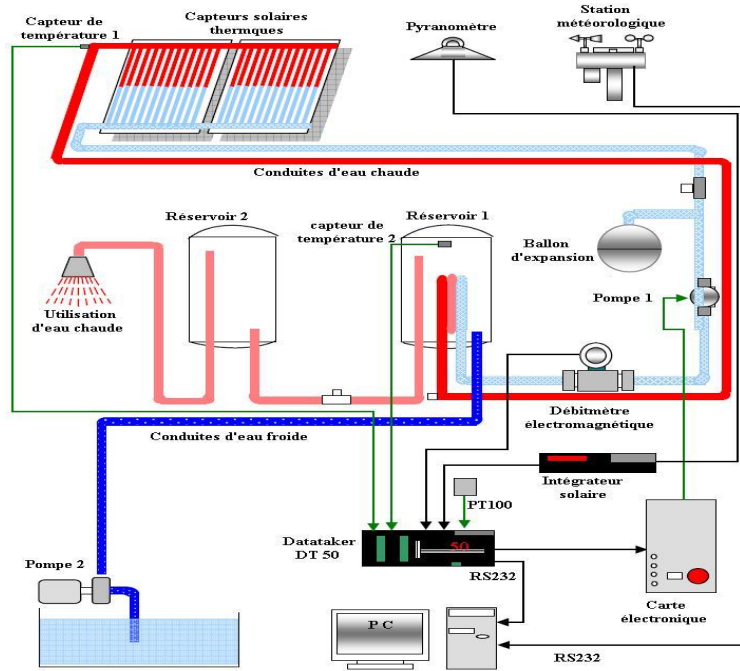 Capteur de
température 1
Capteurs solaires
thermques
Pyranomètre
Station
météorologique
Conduites d'eau chaude
Réservoir 2
capteur de
température 2
Réservoir 1
Ballon
d'expansion
Utilisation
d'eau chaude
Pompe 1
Débitmètre
électromagnétique
Conduites d'eau froide
Intégrateur
solaire
PT100
Datataker
DT 50
50
RS232
Pompe 2
Carte
électronique
PC
RS232